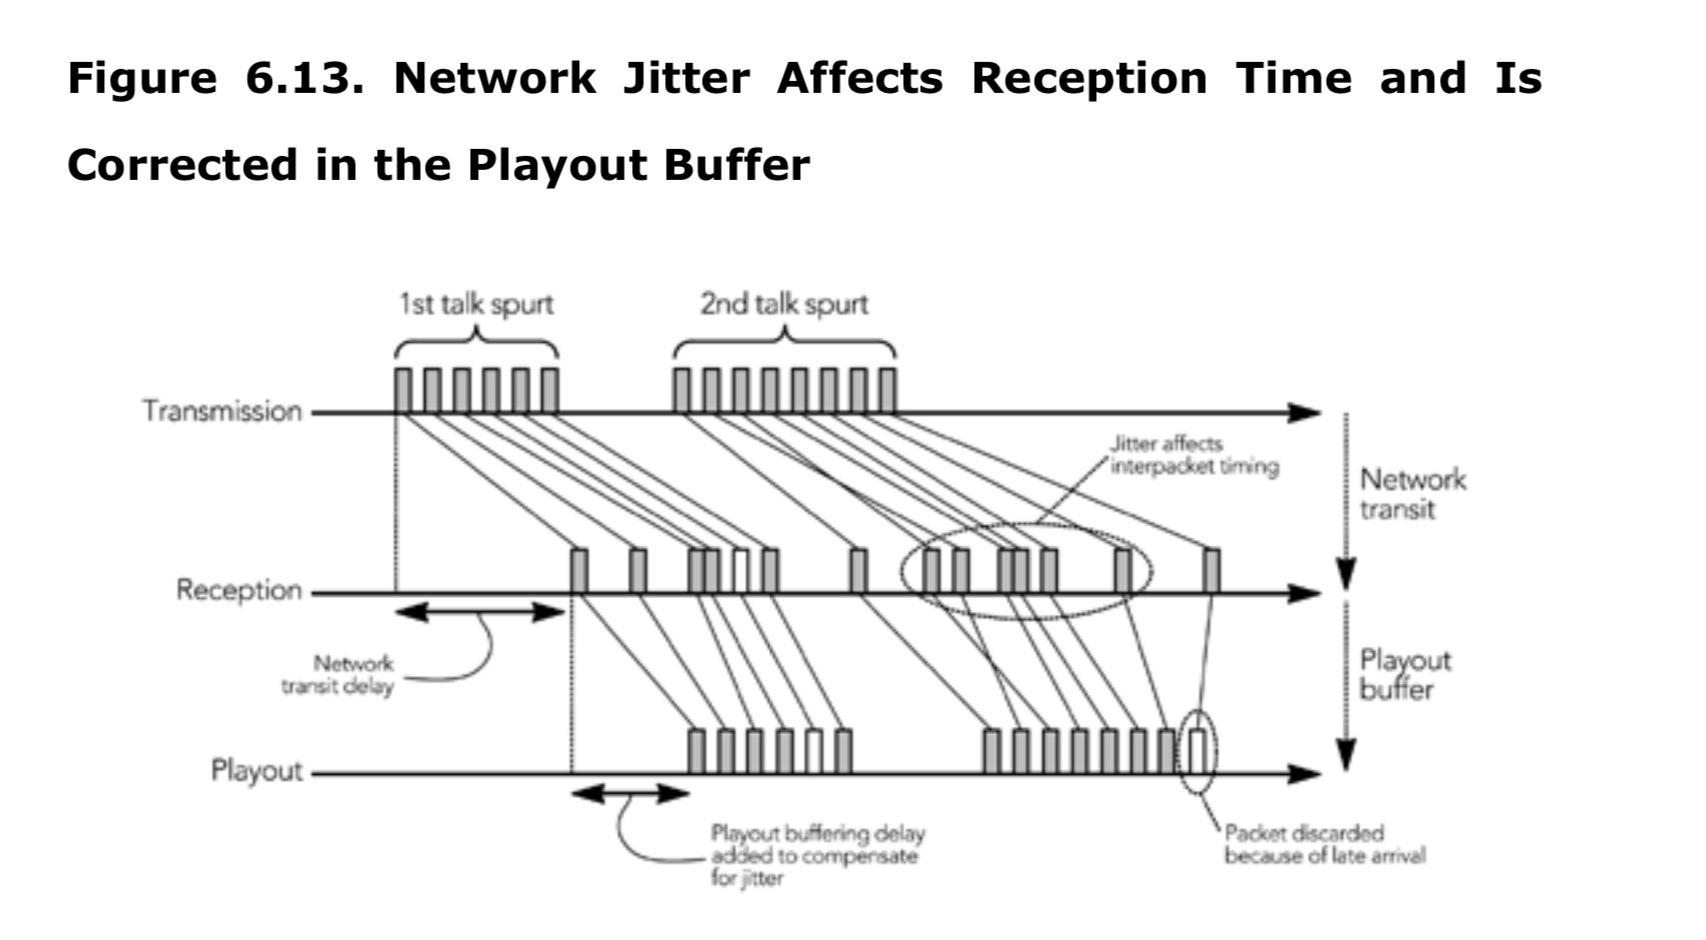 Figure 6.13. Network Jitter Affects Reception Time and Is
Corrected in the Playout Buffer
1st talk spurt
2nd talk spurt
Transmission
Jitter affects
interpacket timing
Network
transit
Reception
Network
transit delay
Playout
buffer
Playout
Playout buffering delay
added to compensate
for jitter
Packet discarded
because of late arrival